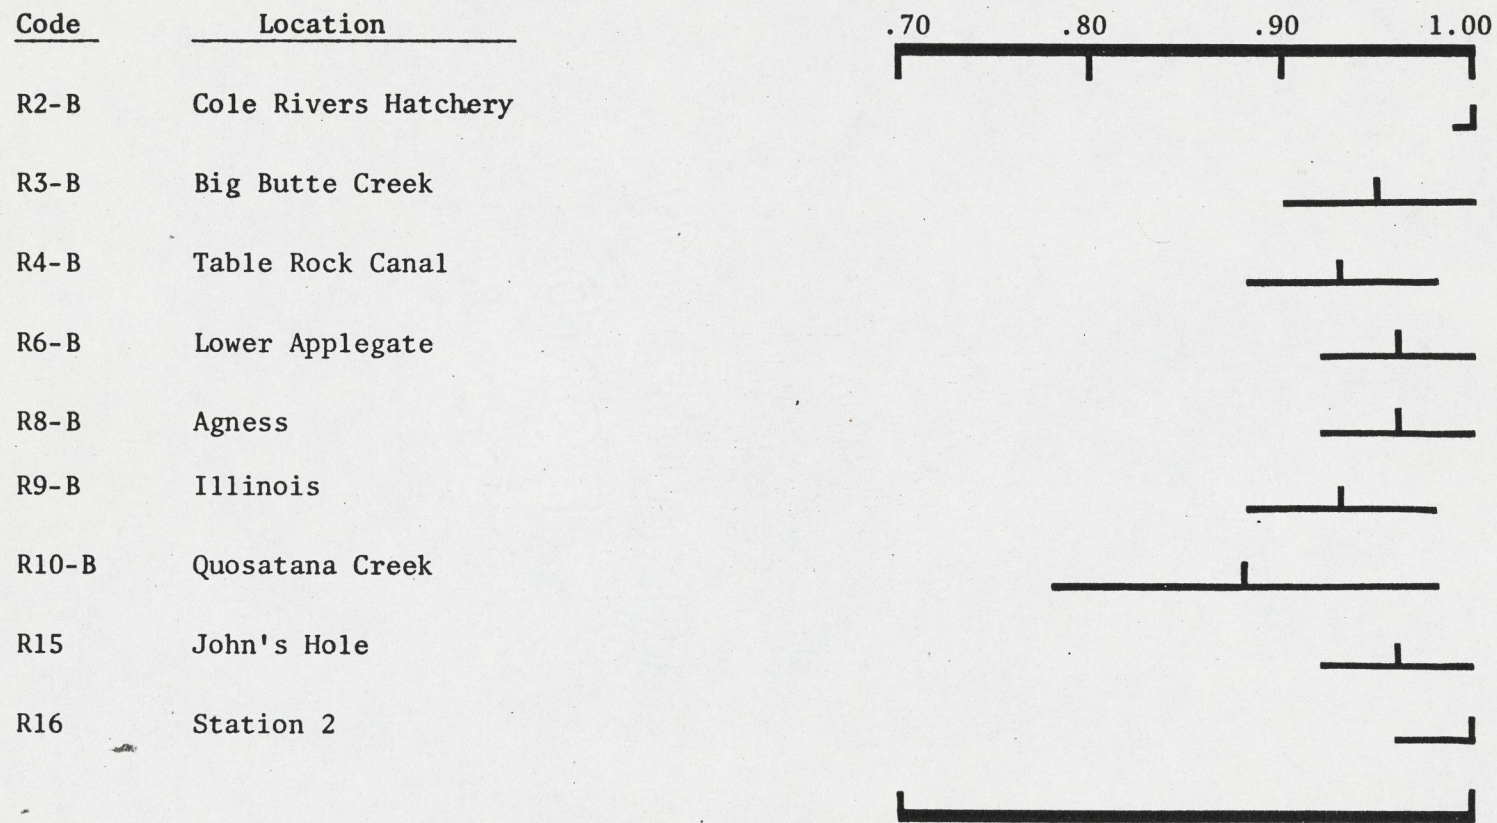 Code Location .70 .80 .90 1.00
R2-B Cole Rivers Hatchery
R3-B Big Butte Creek
R4-B Table Rock Canal
R6-B Lower Applegate
R8-B Agness
R9-B Illinois
R10-B Quosatana Creek
R15 John's Hole
R16 Station 2